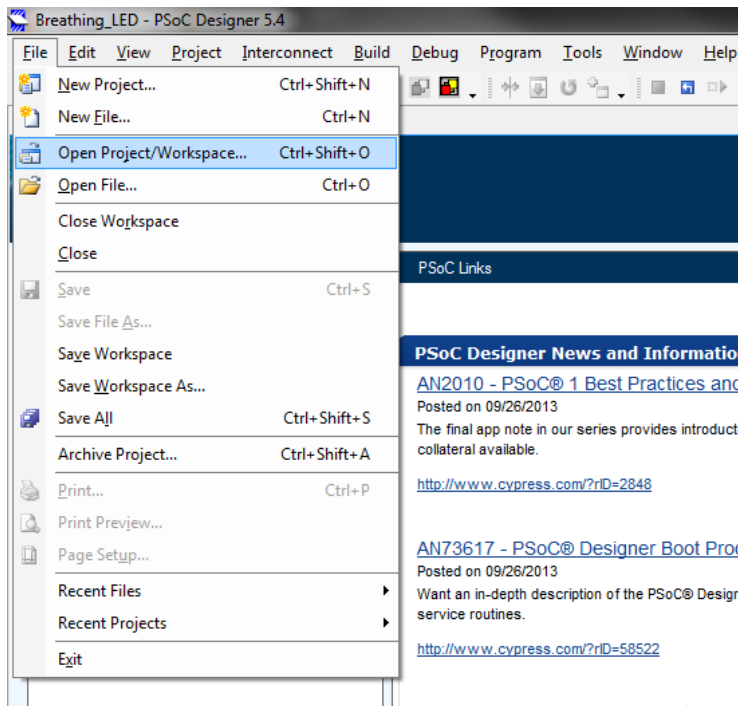 Breathing_LED - PSoC Designer 5.4
File Edit View Project Interconnect Build Debug Program Tools Window Help
New Project... Ctrl+Shift+N
New File... Ctrl+N
Open Project/Workspace... Ctrl+Shift+O
Open File... Ctrl+O
Close Workspace
Close
Save Ctrl+S
Save File As...
Save Workspace
Save Workspace As...
Save All Ctrl+Shift+S
Archive Project... Ctrl+Shift+A
Print... Ctrl+P
Print Preview...
Page Setup...
Recent Files
Recent Projects
Exit
PSoC Links
PSoC Designer News and Informatio
AN2010 - PSoC® 1 Best Practices and
Posted on 09/26/2013
The final app note in our series provides introduct
collateral available.
http://www.cypress.com/?rID=2848
AN73617 - PSoC® Designer Boot Proc
Posted on 09/26/2013
Want an in-depth description of the PSoC® Design
service routines.
http://www.cypress.com/?rID=58522